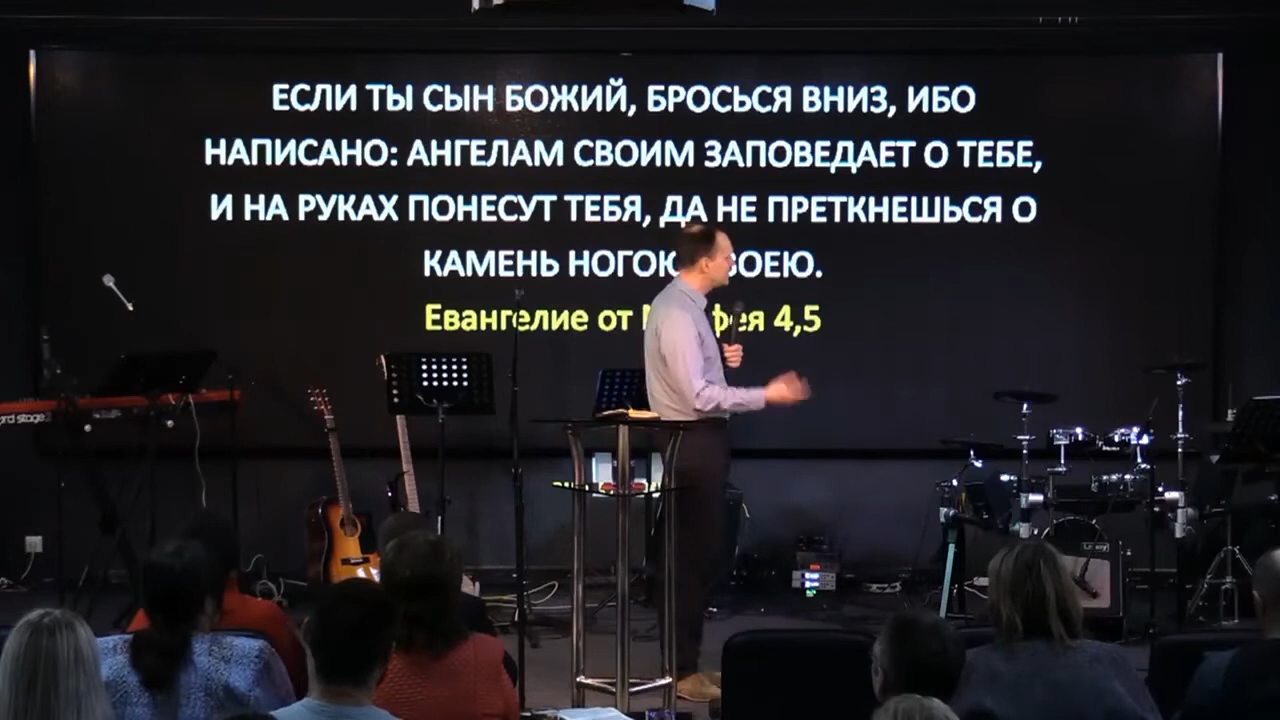 ЕСЛИ ТЫ СЫН БОЖИЙ, БРОСЬСЯ ВНИЗ, ИБО
НАПИСАНО: АНГЕЛАМ СВОИМ ЗАПОВЕДАЕТ О ТЕБЕ,
И НА РУКАХ ПОНЕСУТ ТЕБЯ, ДА НЕ ПРЕТКНЕШЬСЯ О
КАМЕНЬ
Евангелие от 4,5